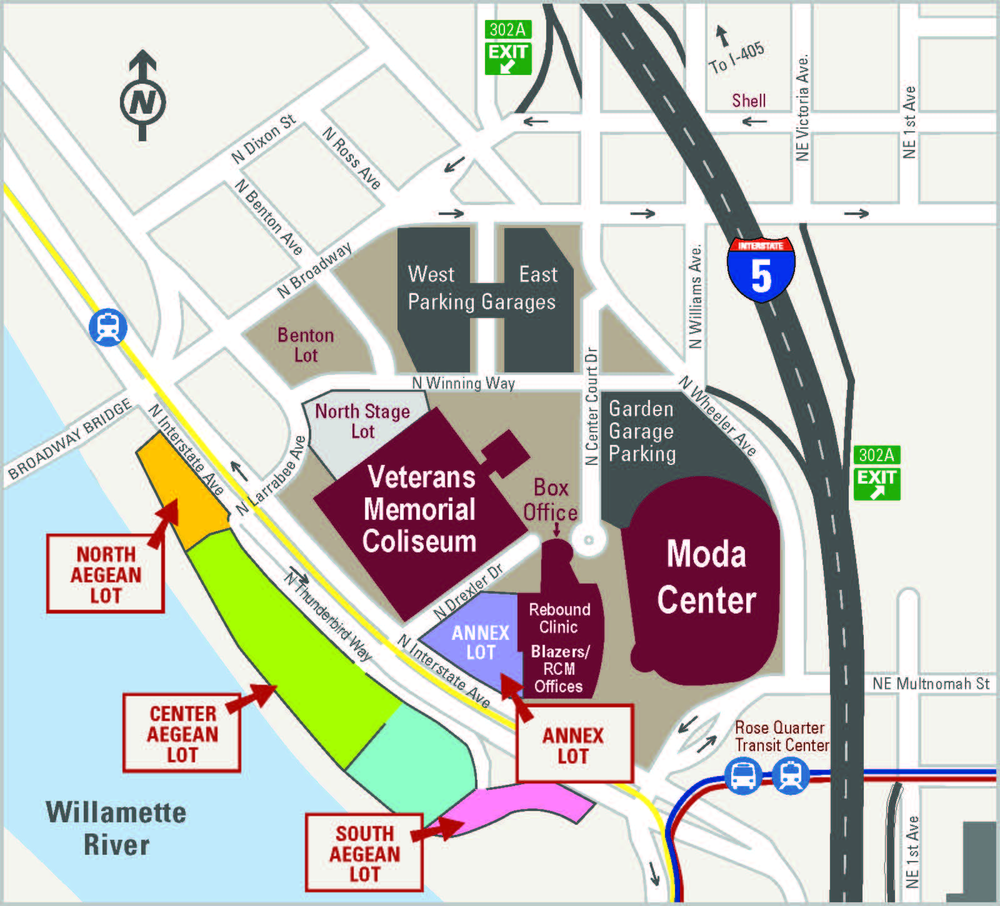 302A
EXIT
To I-405
Shell
NE Victoria Ave.
NE 1st Ave
N
N Dixon St
N Ross Ave
N Benton Ave
N Broadway
INTERSTATE
5
West
East
Parking Garages
N Williams Ave.
Benton
Lot
N Winning Way
N Center Court Dr
N Wheeler Ave
BROADWAY BRIDGE
N Interstate Ave
North Stage
Lot
Garden
Garage
Parking
N Larrabee Ave
Veterans
Memorial
Coliseum
Box
Office
302A
EXIT
Moda
Center
NORTH
AEGEAN
LOT
N Thunderbird Way
N Drexler Dr
ANNEX
LOT
Rebound
Clinic
Blazers/
RCM
Offices
N Interstate Ave
NE Multnomah St
CENTER
AEGEAN
LOT
ANNEX
LOT
Rose Quarter
Transit Center
Willamette
River
SOUTH
AEGEAN
LOT
NE 1st Ave